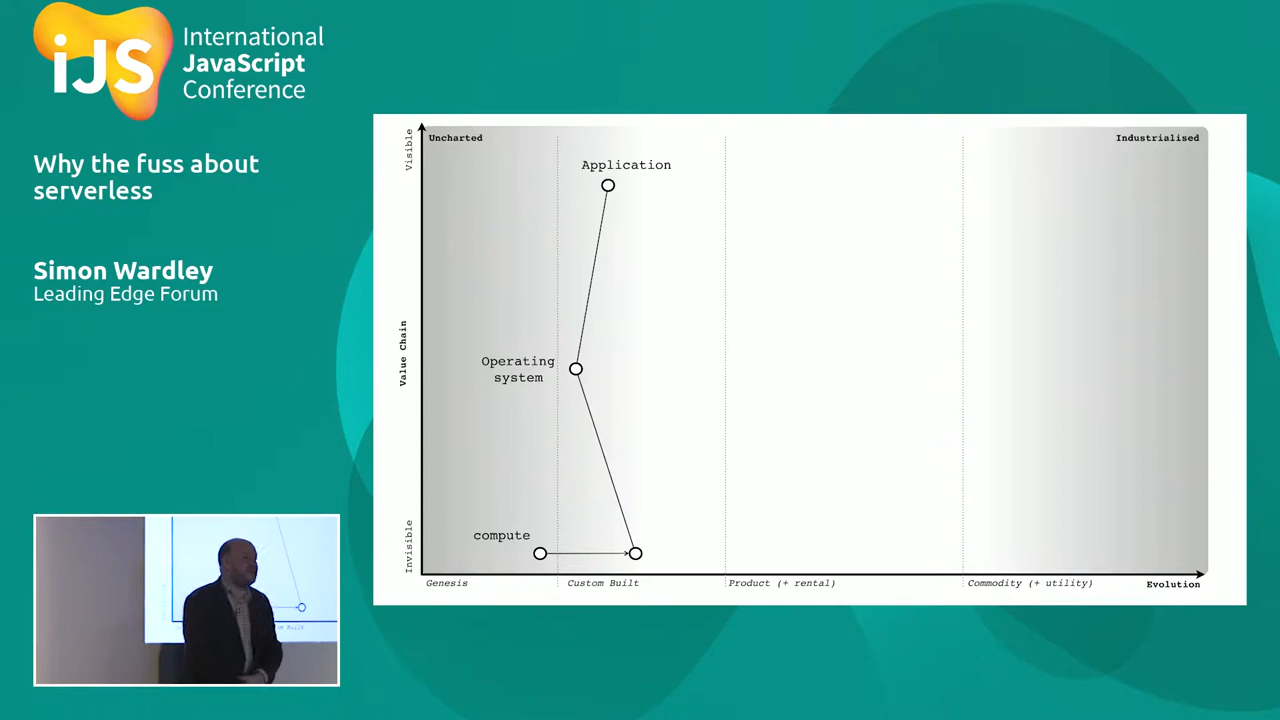 iJS
International
JavaScript
Conference
Why the fuss about
serverless
Simon Wardley
Leading Edge Forum
Visible
Value Chain
Invisible
Uncharted
Industrialised
Application
Operating
system
compute
Genesis
Custom Built
Product (+ rental)
Commodity (+ utility)
Evolution